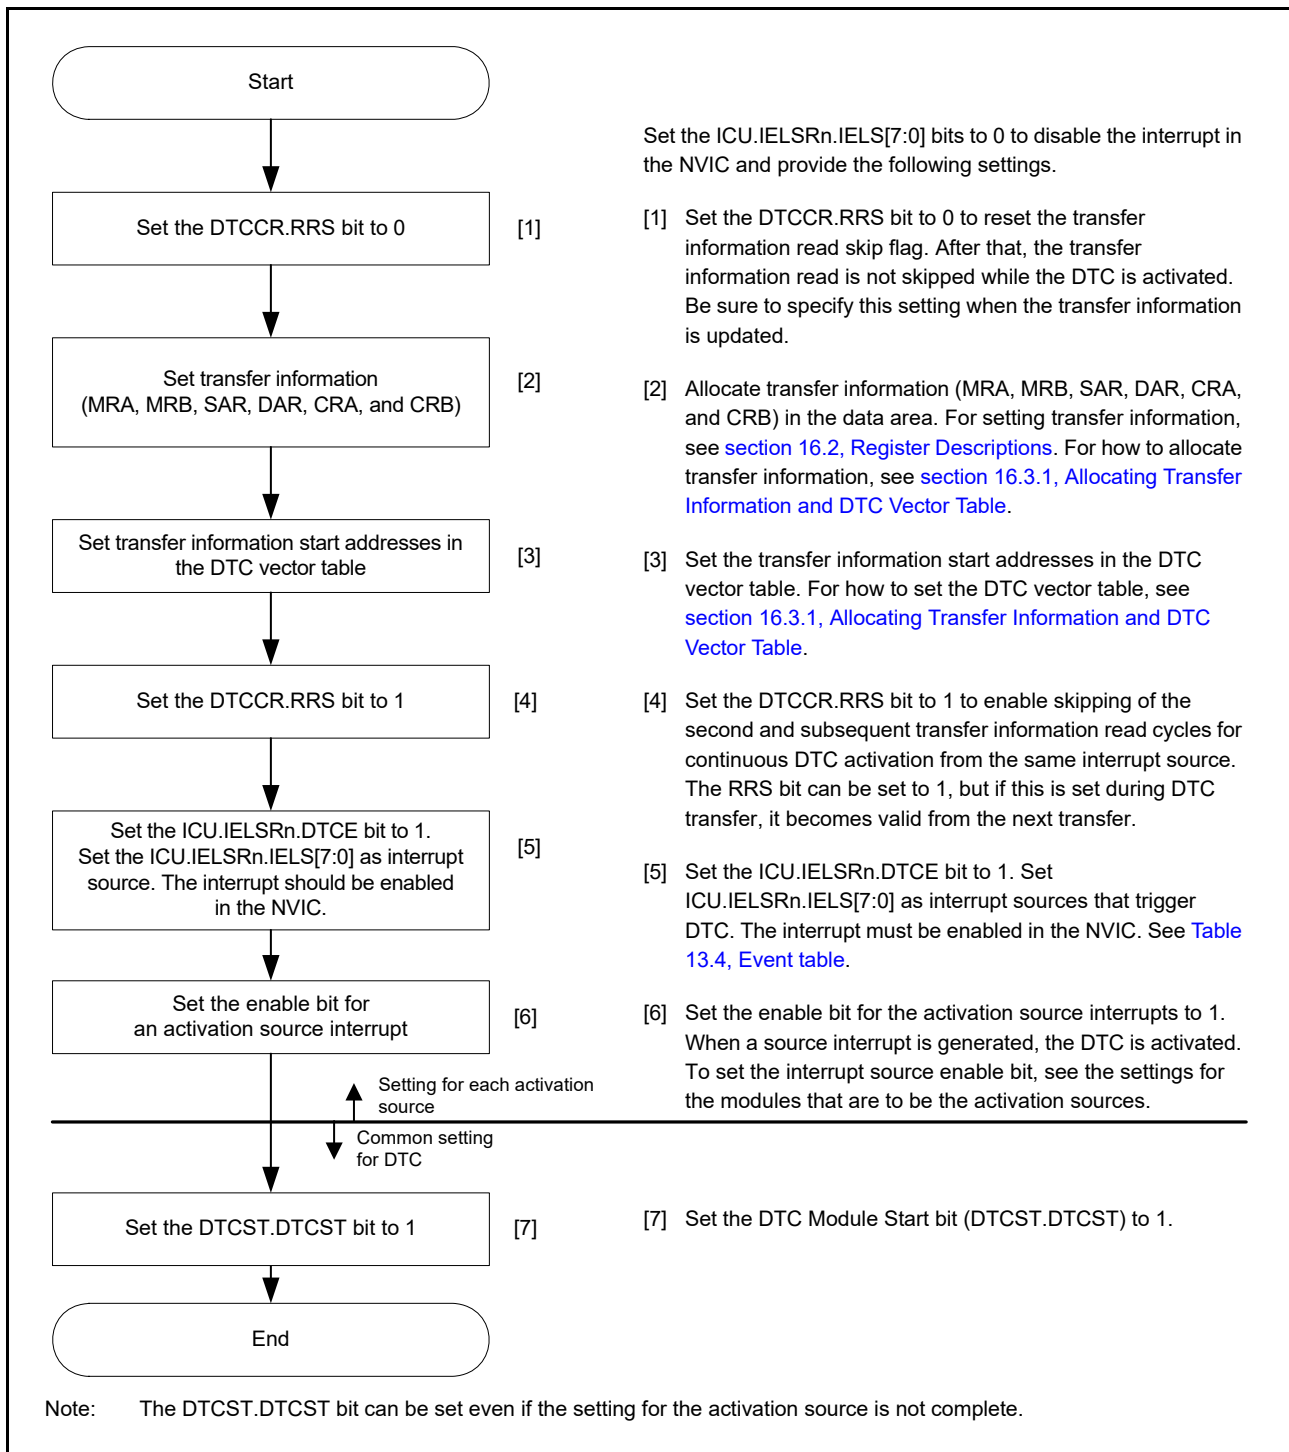 Start
Set the ICU.IELSRn.IELS[7:0] bits to 0 to disable the interrupt in
the NVIC and provide the following settings.
Set the DTCCR.RRS bit to 0
[1]
[1] Set the DTCCR.RRS bit to 0 to reset the transfer
information read skip flag. After that, the transfer
information read is not skipped while the DTC is activated.
Be sure to specify this setting when the transfer information
is updated.
Set transfer information
(MRA, MRB, SAR, DAR, CRA, and CRB)
[2]
[2] Allocate transfer information (MRA, MRB, SAR, DAR, CRA,
and CRB) in the data area. For setting transfer information,
see section 16.2, Register Descriptions. For how to allocate
transfer information, see section 16.3.1, Allocating Transfer
Information and DTC Vector Table.
Set transfer information start addresses in
the DTC vector table
[3]
[3] Set the transfer information start addresses in the DTC
vector table. For how to set the DTC vector table, see
section 16.3.1, Allocating Transfer Information and DTC
Vector Table.
Set the DTCCR.RRS bit to 1
[4]
[4] Set the DTCCR.RRS bit to 1 to enable skipping of the
second and subsequent transfer information read cycles for
continuous DTC activation from the same interrupt source.
The RRS bit can be set to 1, but if this is set during DTC
transfer, it becomes valid from the next transfer.
Set the ICU.IELSRn.DTCE bit to 1.
Set the ICU.IELSRn.IELS[7:0] as interrupt
source. The interrupt should be enabled
in the NVIC.
[5]
[5] Set the ICU.IELSRn.DTCE bit to 1. Set
ICU.IELSRn.IELS[7:0] as interrupt sources that trigger
DTC. The interrupt must be enabled in the NVIC. See Table
13.4, Event table.
Set the enable bit for
an activation source interrupt
[6]
[6] Set the enable bit for the activation source interrupts to 1.
When a source interrupt is generated, the DTC is activated.
To set the interrupt source enable bit, see the settings for
the modules that are to be the activation sources.
Setting for each activation
source
Common setting
for DTC
Set the DTCST.DTCST bit to 1
[7]
[7] Set the DTC Module Start bit (DTCST.DTCST) to 1.
End
Note: The DTCST.DTCST bit can be set even if the setting for the activation source is not complete.